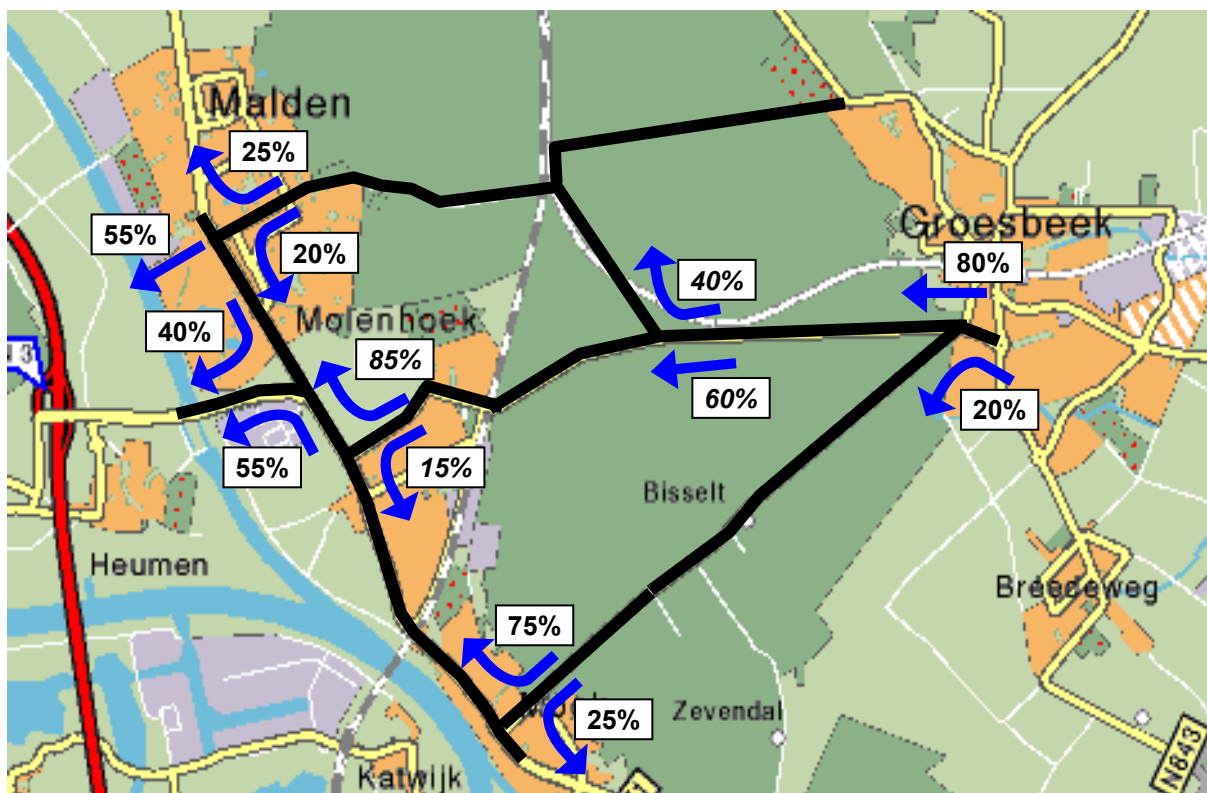 Malden
25%
55%
20%
Groesbeek
80%
40%
Molenhoek
40%
85%
60%
20%
55%
15%
Bisselt
Heumen
Breedeweg
75%
25%
Zevendal
Katwijk
N843